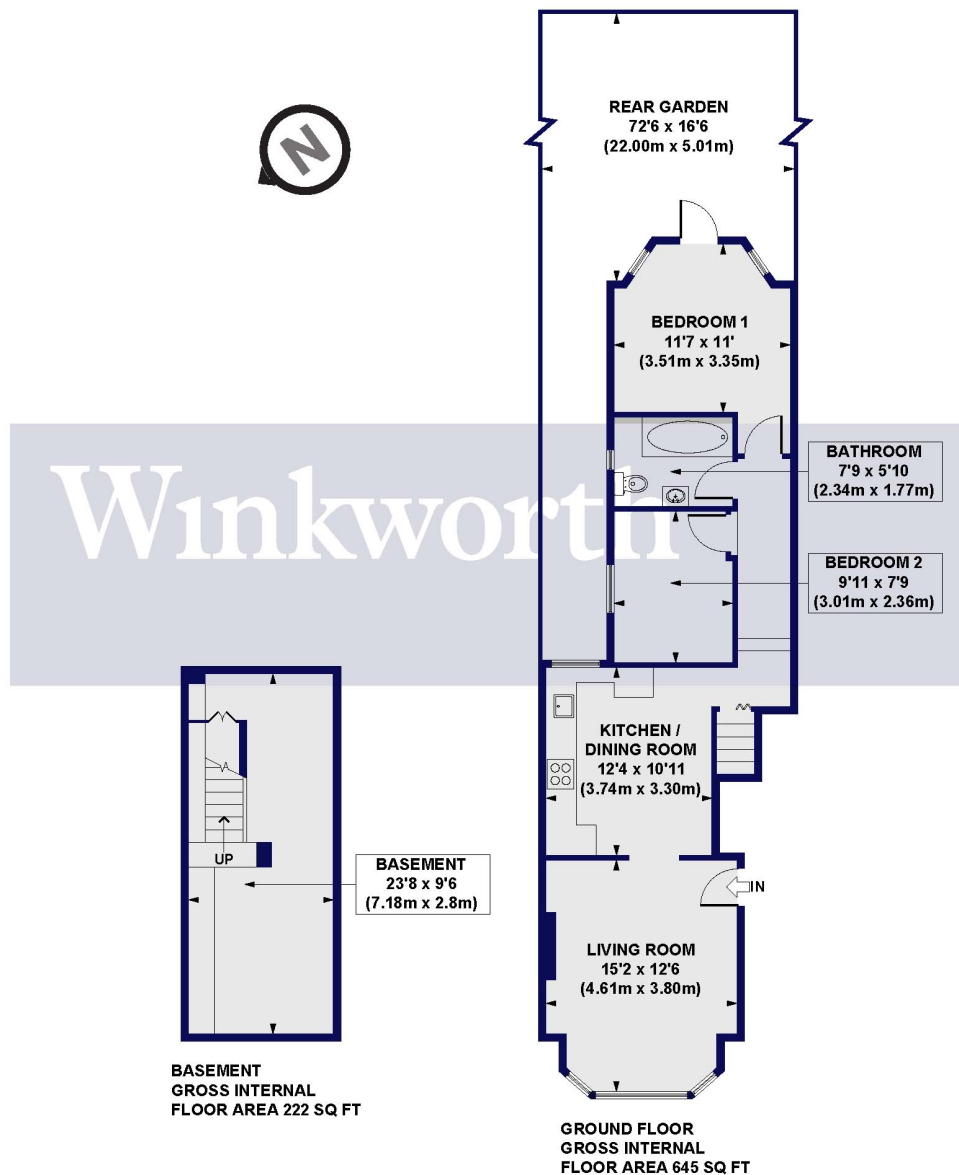 N
REAR GARDEN
72'6 x 16'6
(22.00m x 5.01m)
BEDROOM 1
11'7 x 11'
(3.51m x 3.35m)
Winkworth
BATHROOM
7'9 x 5'10
(2.34m x 1.77m)
BEDROOM 2
9'11 x 7'9
(3.01m x 2.36m)
KITCHEN /
DINING ROOM
12'4 x 10'11
(3.74m x 3.30m)
UP
BASEMENT
23'8 x 9'6
(7.18m x 2.8m)
IN
LIVING ROOM
15'2 x 12'6
(4.61m x 3.80m)
BASEMENT
GROSS INTERNAL
FLOOR AREA 222 SQ FT
GROUND FLOOR
GROSS INTERNAL
FLOOR AREA 645 SQ FT